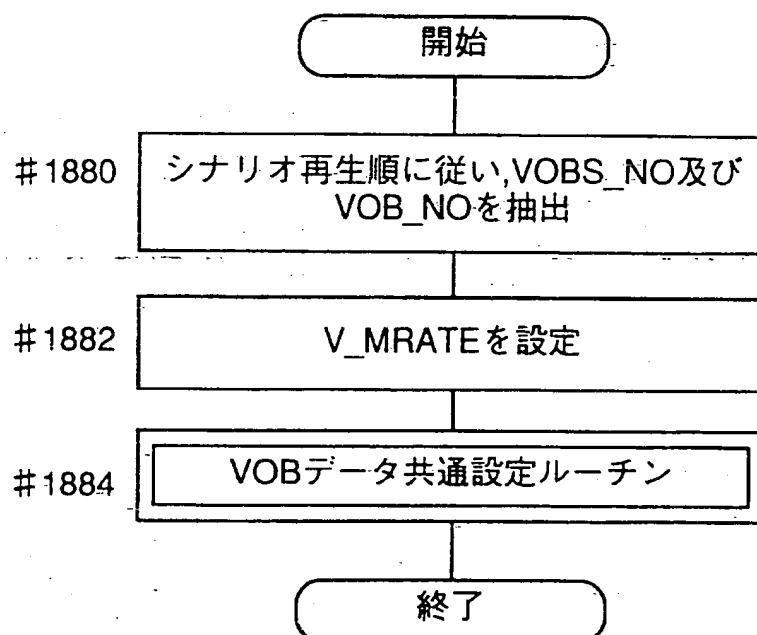 開始
#1880
シナリオ再生順に従い,VOBS_NO及び
VOB_NOを抽出
#1882
V_MRATEを設定
#1884
VOBデータ共通設定ルーチン
終了